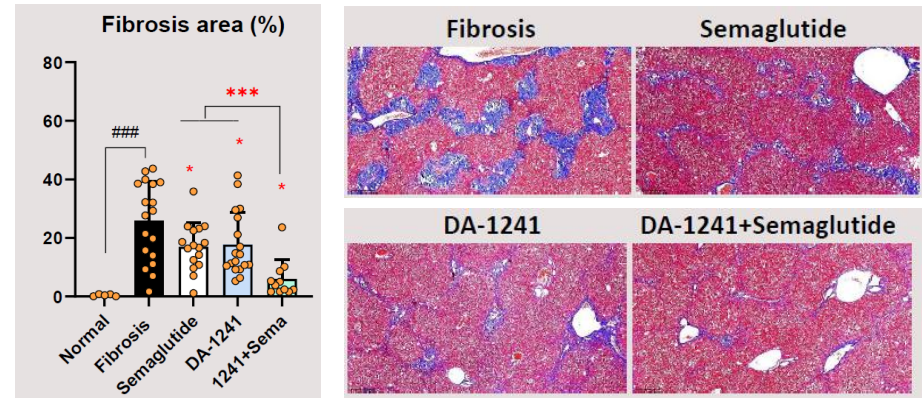 Fibrosis area (%)
80
60
40
20
0
###
***
*
*
*
Normal
Fibrosis
Semaglutide
DA-1241
1241+Sema
Fibrosis
Semaglutide
DA-1241
DA-1241+Semaglutide